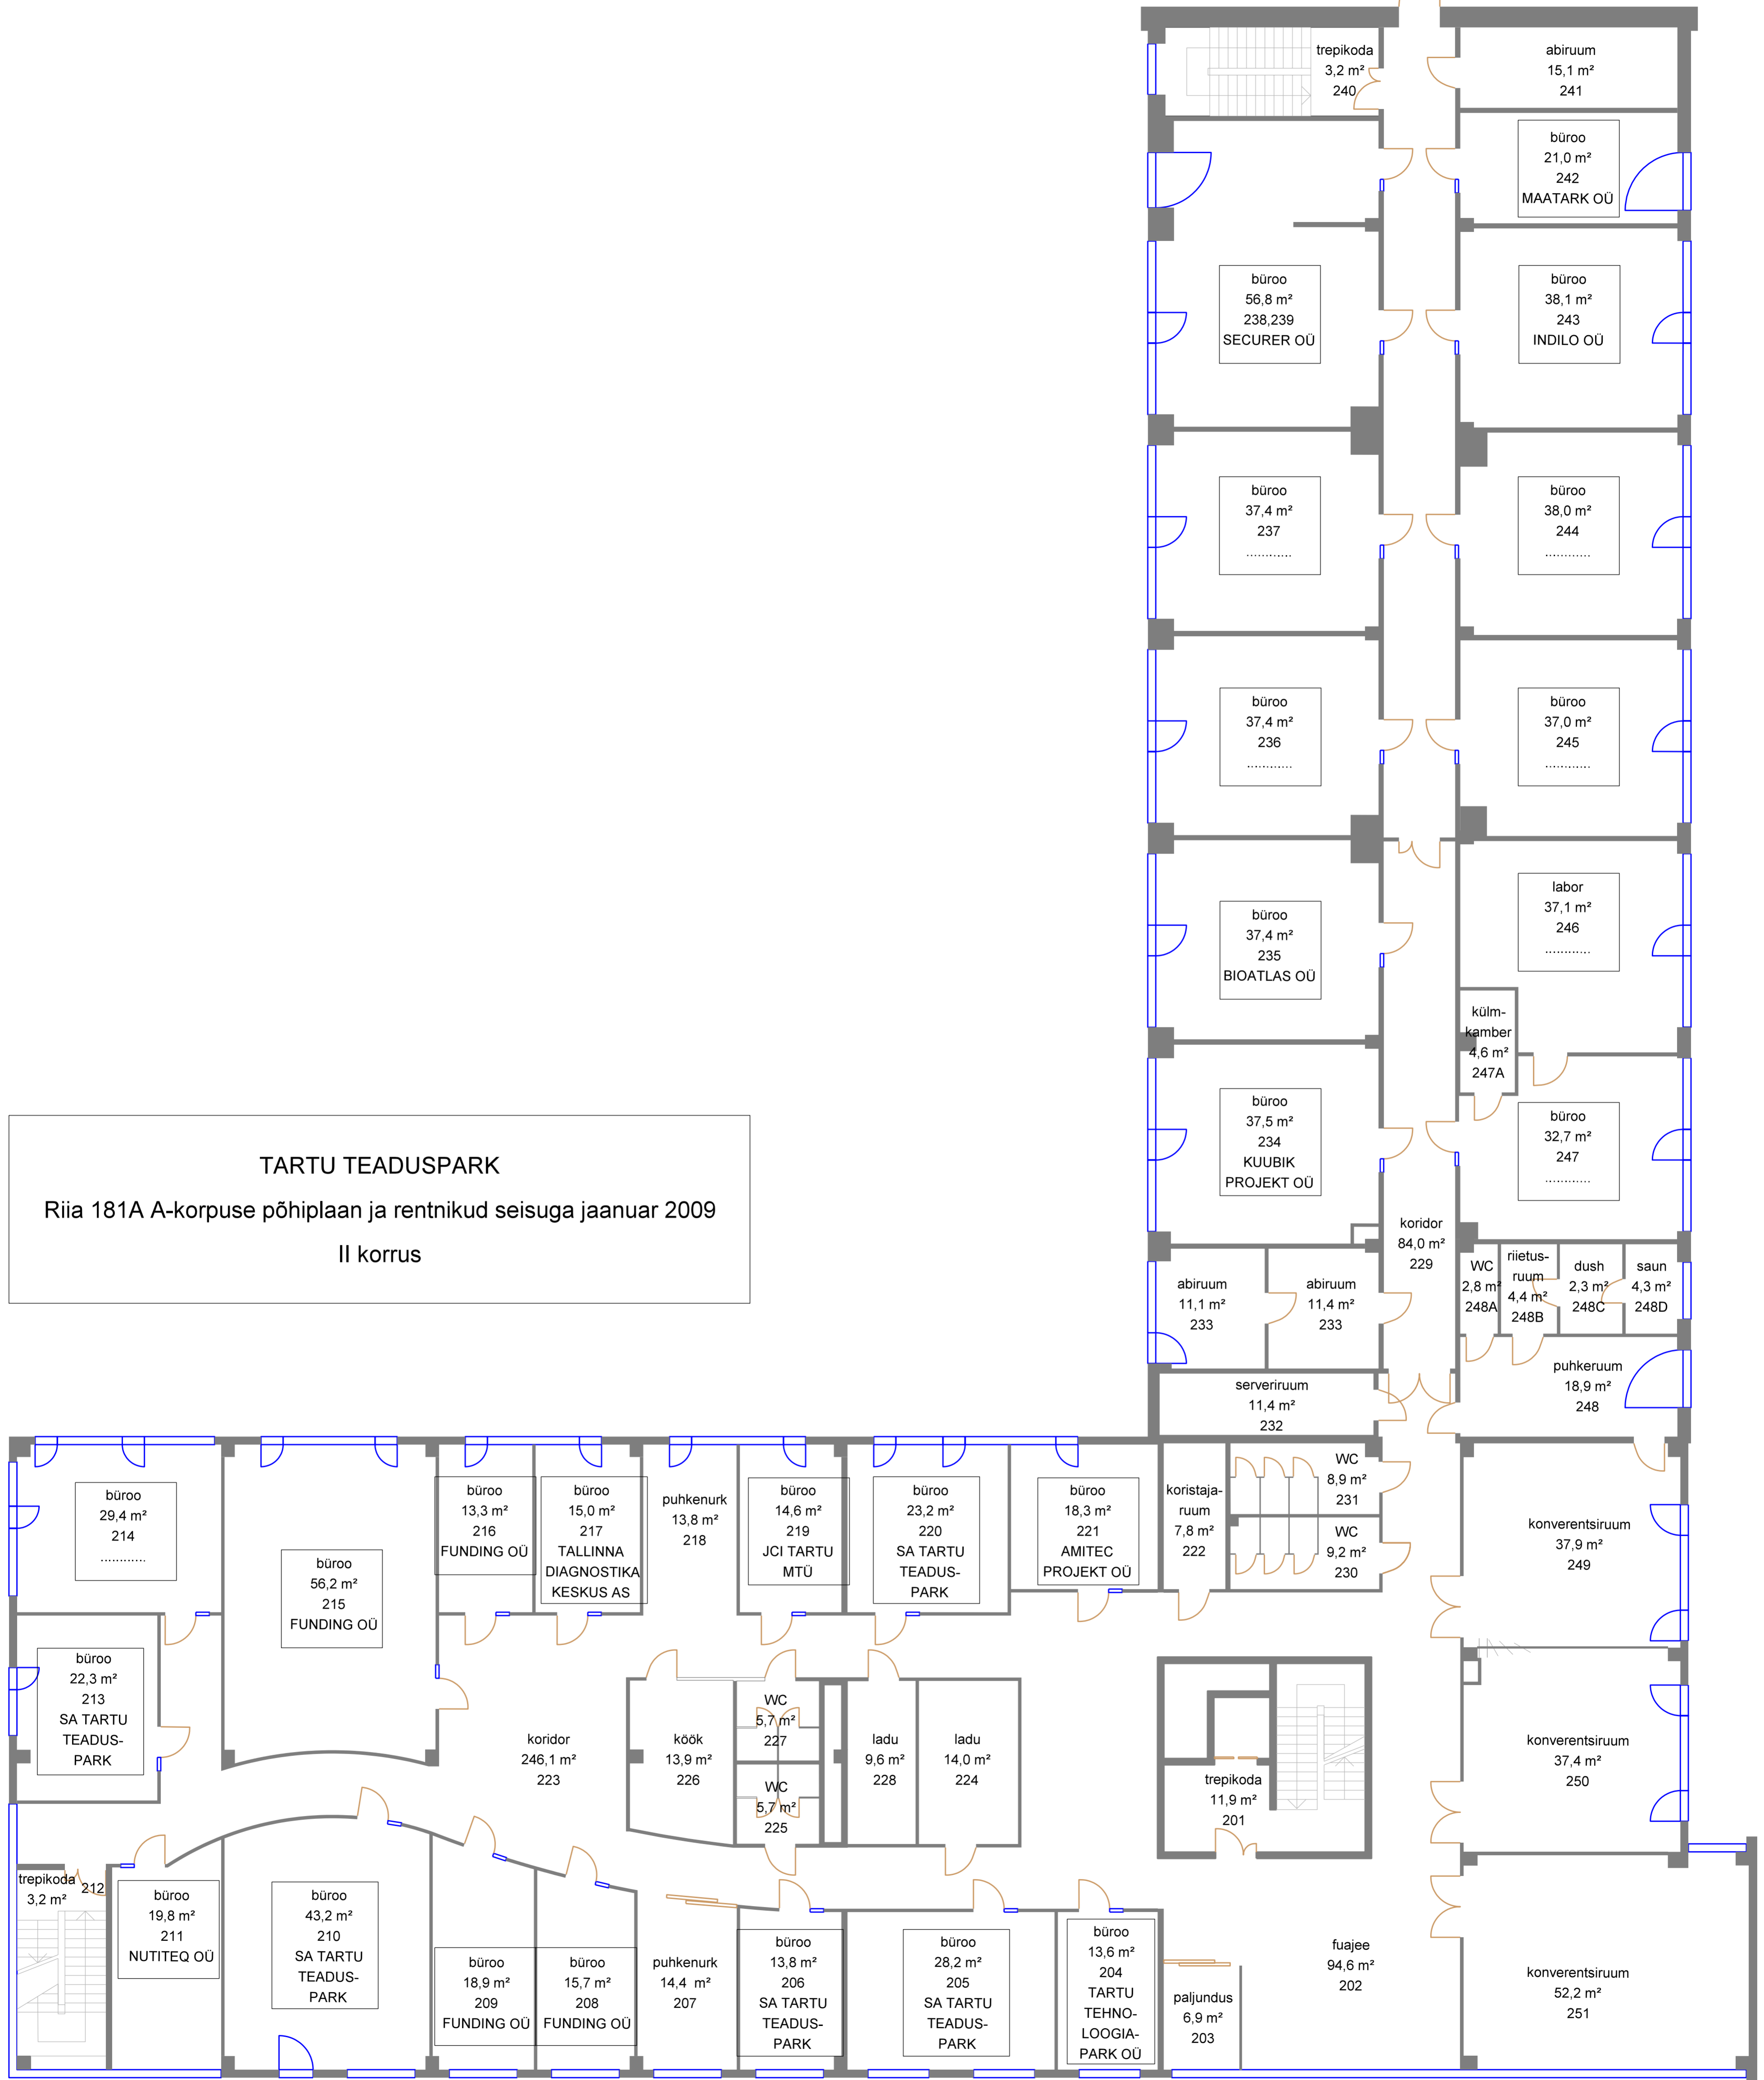 trepikoda
3,2 m²
240
abiruum
15,1 m²
241
büroo
21,0 m²
242
MAATARK OÜ
büroo
56,8 m²
238,239
SECURER OÜ
büroo
38,1 m²
243
INDILO OÜ
büroo
37,4 m²
237
............
büroo
38,0 m²
244
............
büroo
37,4 m²
236
............
büroo
37,0 m²
245
............
büroo
37,4 m²
235
BIOATLAS OÜ
labor
37,1 m²
246
............
külm-
kamber
4,6 m²
247A
büroo
37,5 m²
234
KUUBIK
PROJEKT OÜ
büroo
32,7 m²
247
............
TARTU TEADUSPARK
Riia 181A A-korpuse põhiplaan ja rentnikud seisuga jaanuar 2009
II korrus
koridor
84,0 m²
229
abiruum
11,1 m²
233
abiruum
11,4 m²
233
WC
2,8 m²
248A
riietus-
ruum
4,4 m²
248B
dush
2,3 m²
248C
saun
4,3 m²
248D
puhkeruum
18,9 m²
248
serveriruum
11,4 m²
232
büroo
29,4 m²
214
............
büroo
56,2 m²
215
FUNDING OÜ
büroo
13,3 m²
216
FUNDING OÜ
büroo
15,0 m²
217
TALLINNA
DIAGNOSTIKA
KESKUS AS
puhkenurk
13,8 m²
218
büroo
14,6 m²
219
JCI TARTU
MTÜ
büroo
23,2 m²
220
SA TARTU
TEADUS-
PARK
büroo
18,3 m²
221
AMITEC
PROJEKT OÜ
koristaja-
ruum
7,8 m²
222
WC
8,9 m²
231
WC
9,2 m²
230
konverentsiruum
37,9 m²
249
büroo
22,3 m²
213
SA TARTU
TEADUS-
PARK
koridor
246,1 m²
223
köök
13,9 m²
226
WC
5,7 m²
227
WC
5,7 m²
225
ladu
9,6 m²
228
ladu
14,0 m²
224
trepikoda
11,9 m²
201
konverentsiruum
37,4 m²
250
trepikoda
3,2 m²
212
büroo
19,8 m²
211
NUTITEQ OÜ
büroo
43,2 m²
210
SA TARTU
TEADUS-
PARK
büroo
18,9 m²
209
FUNDING OÜ
büroo
15,7 m²
208
FUNDING OÜ
puhkenurk
14,4 m²
207
büroo
13,8 m²
206
SA TARTU
TEADUS-
PARK
büroo
28,2 m²
205
SA TARTU
TEADUS-
PARK
büroo
13,6 m²
204
TARTU
TEHNO-
LOOGIA-
PARK OÜ
paljundus
6,9 m²
203
fuajee
94,6 m²
202
konverentsiruum
52,2 m²
251